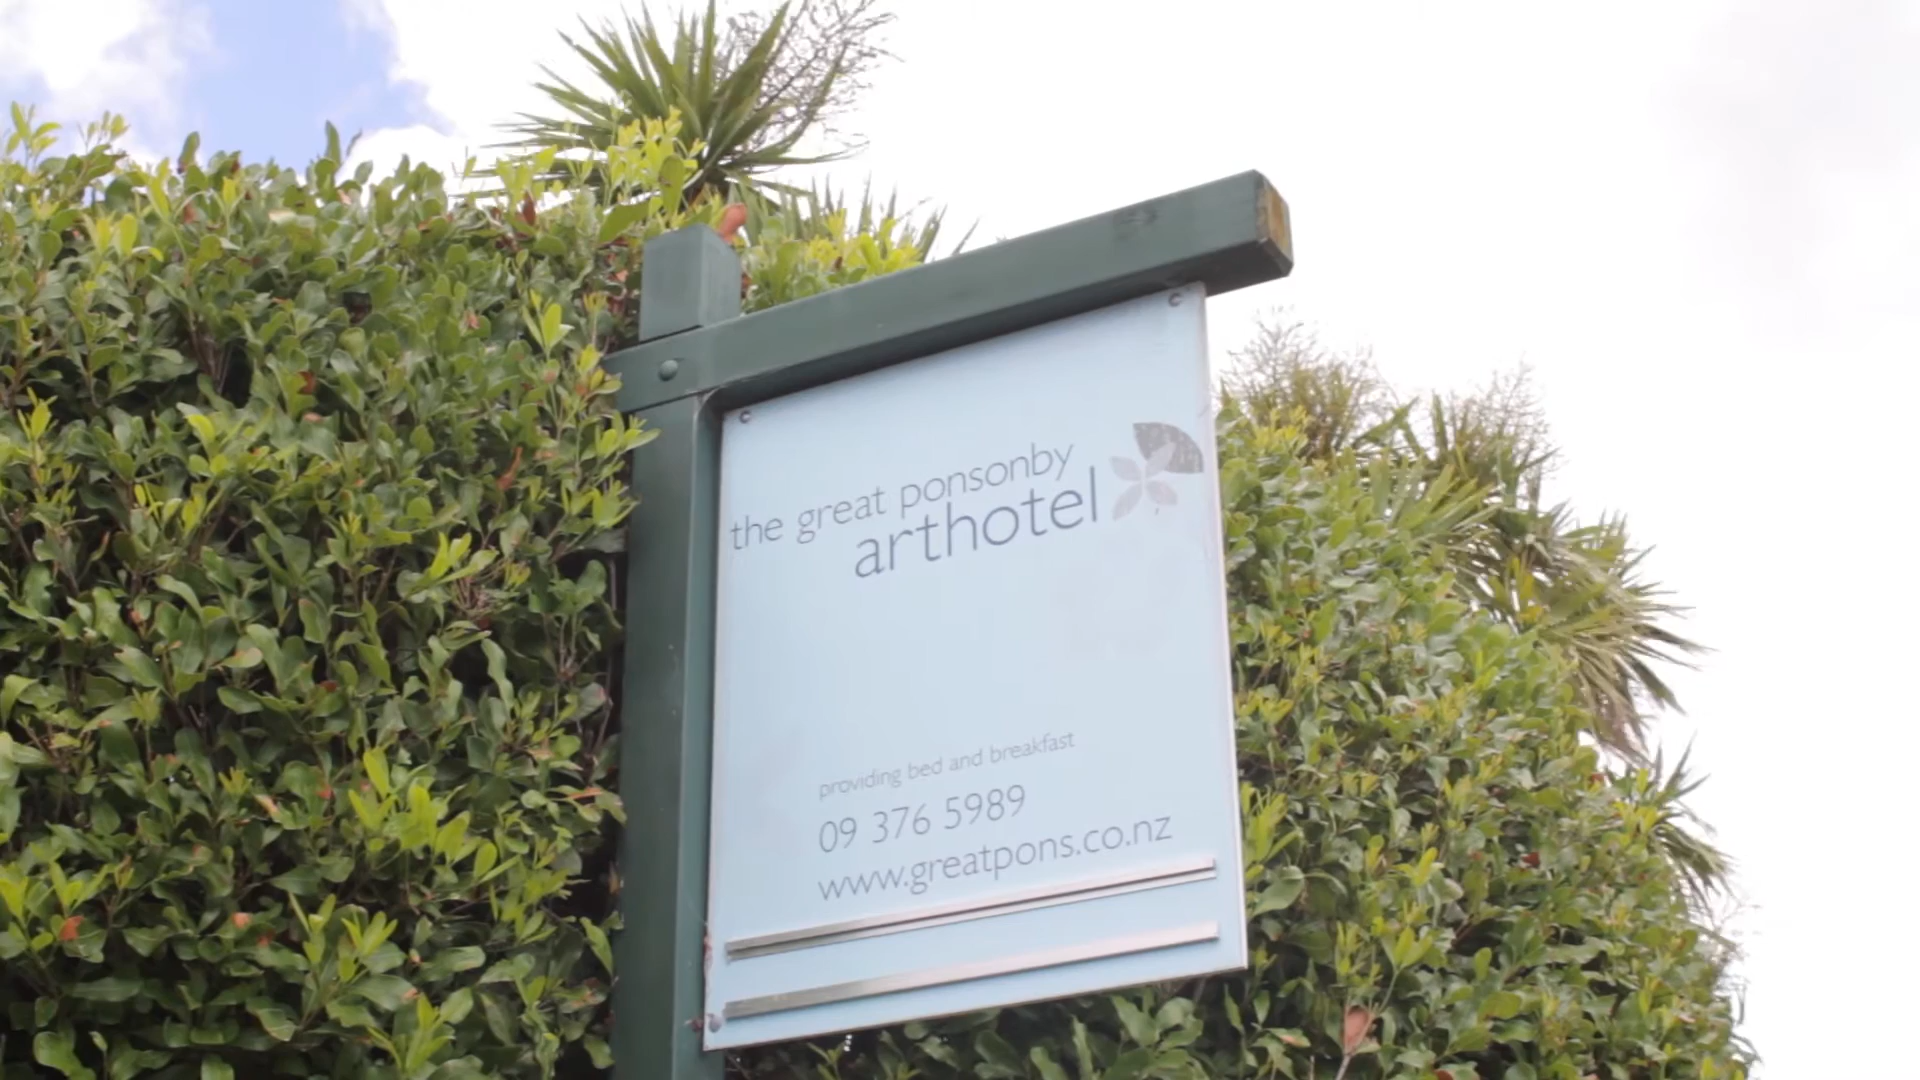 the great ponsonby
arthotel
providing bed and breakfast
09 376 5989
www.greatpons.co.nz